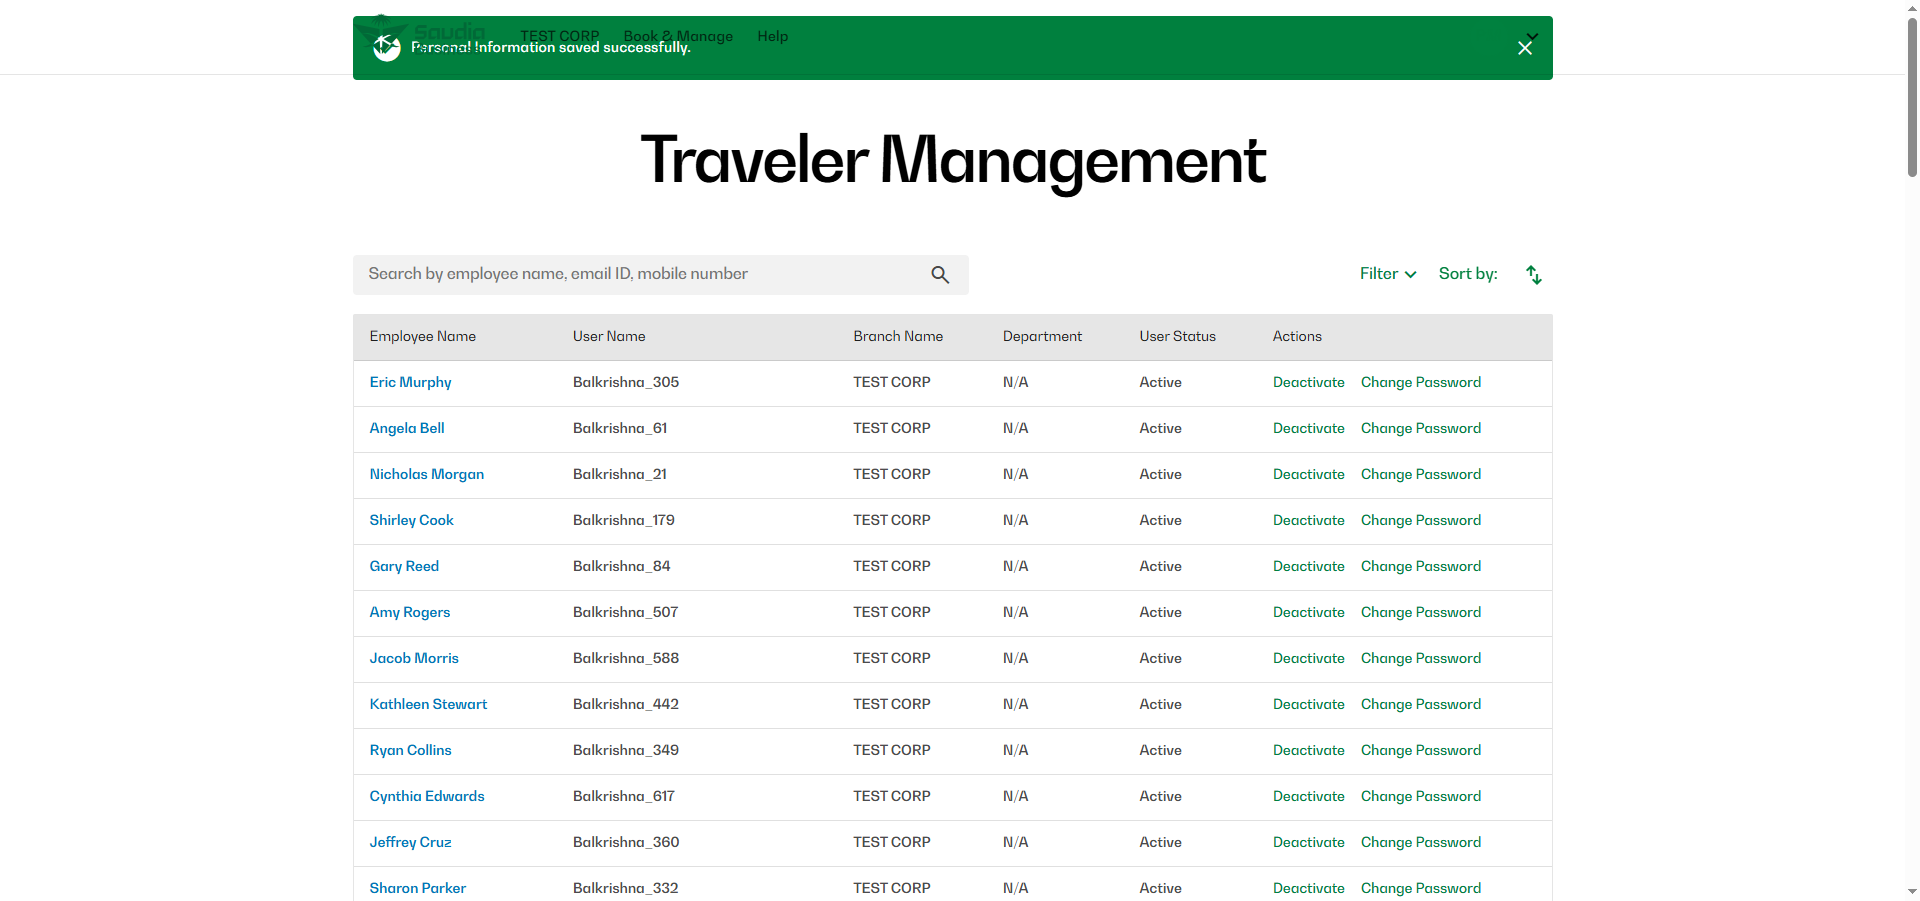 Saudia
TEST CORP Book & Manage Help
Personal Information saved successfully.
Traveler Management
Search by employee name, email ID, mobile number
Filter Sort by:
Employee Name User Name Branch Name Department User Status Actions
Eric Murphy Balkrishna_305 TEST CORP N/A Active Deactivate Change Password
Angela Bell Balkrishna_61 TEST CORP N/A Active Deactivate Change Password
Nicholas Morgan Balkrishna_21 TEST CORP N/A Active Deactivate Change Password
Shirley Cook Balkrishna_179 TEST CORP N/A Active Deactivate Change Password
Gary Reed Balkrishna_84 TEST CORP N/A Active Deactivate Change Password
Amy Rogers Balkrishna_507 TEST CORP N/A Active Deactivate Change Password
Jacob Morris Balkrishna_588 TEST CORP N/A Active Deactivate Change Password
Kathleen Stewart Balkrishna_442 TEST CORP N/A Active Deactivate Change Password
Ryan Collins Balkrishna_349 TEST CORP N/A Active Deactivate Change Password
Cynthia Edwards Balkrishna_617 TEST CORP N/A Active Deactivate Change Password
Jeffrey Cruz Balkrishna_360 TEST CORP N/A Active Deactivate Change Password
Sharon Parker Balkrishna_332 TEST CORP N/A Active Deactivate Change Password